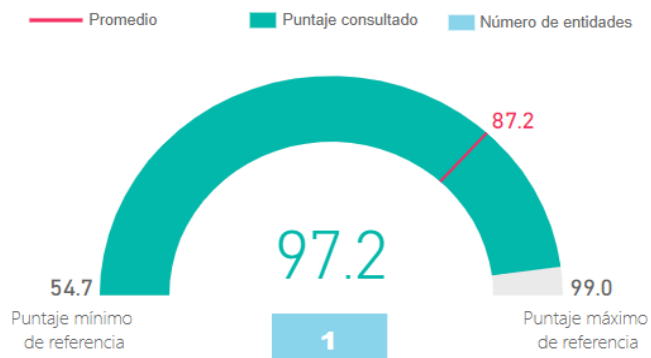 Promedio
Puntaje consultado
Número de entidades
87.2
97.2
54.7
99.0
Puntaje mínimo
de referencia
Puntaje máximo
de referencia
1